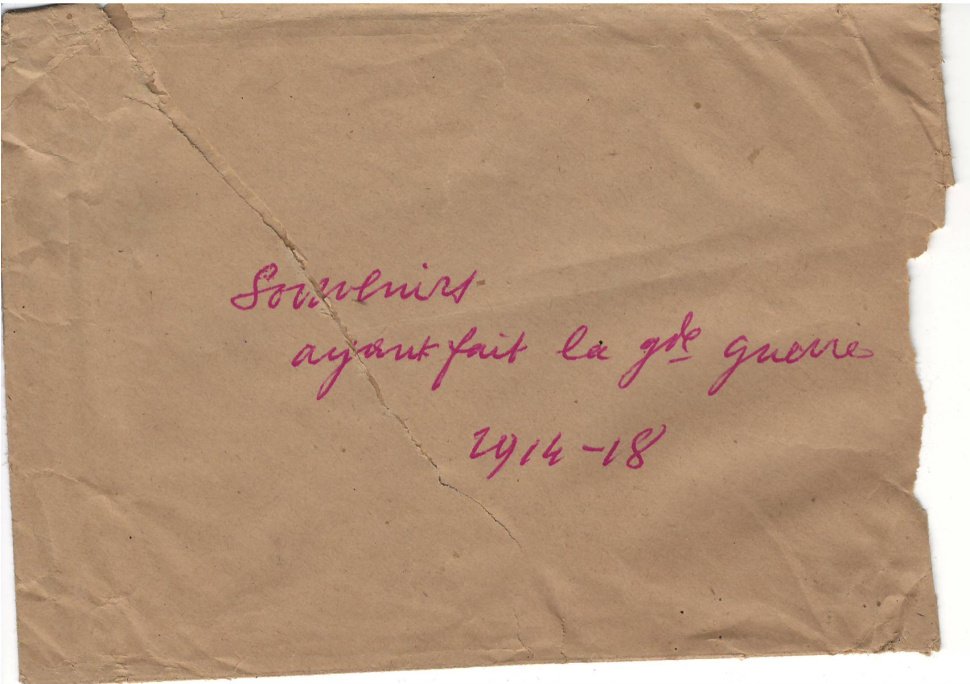 Souvenirs
ayant fait la gde guerre
1914-18